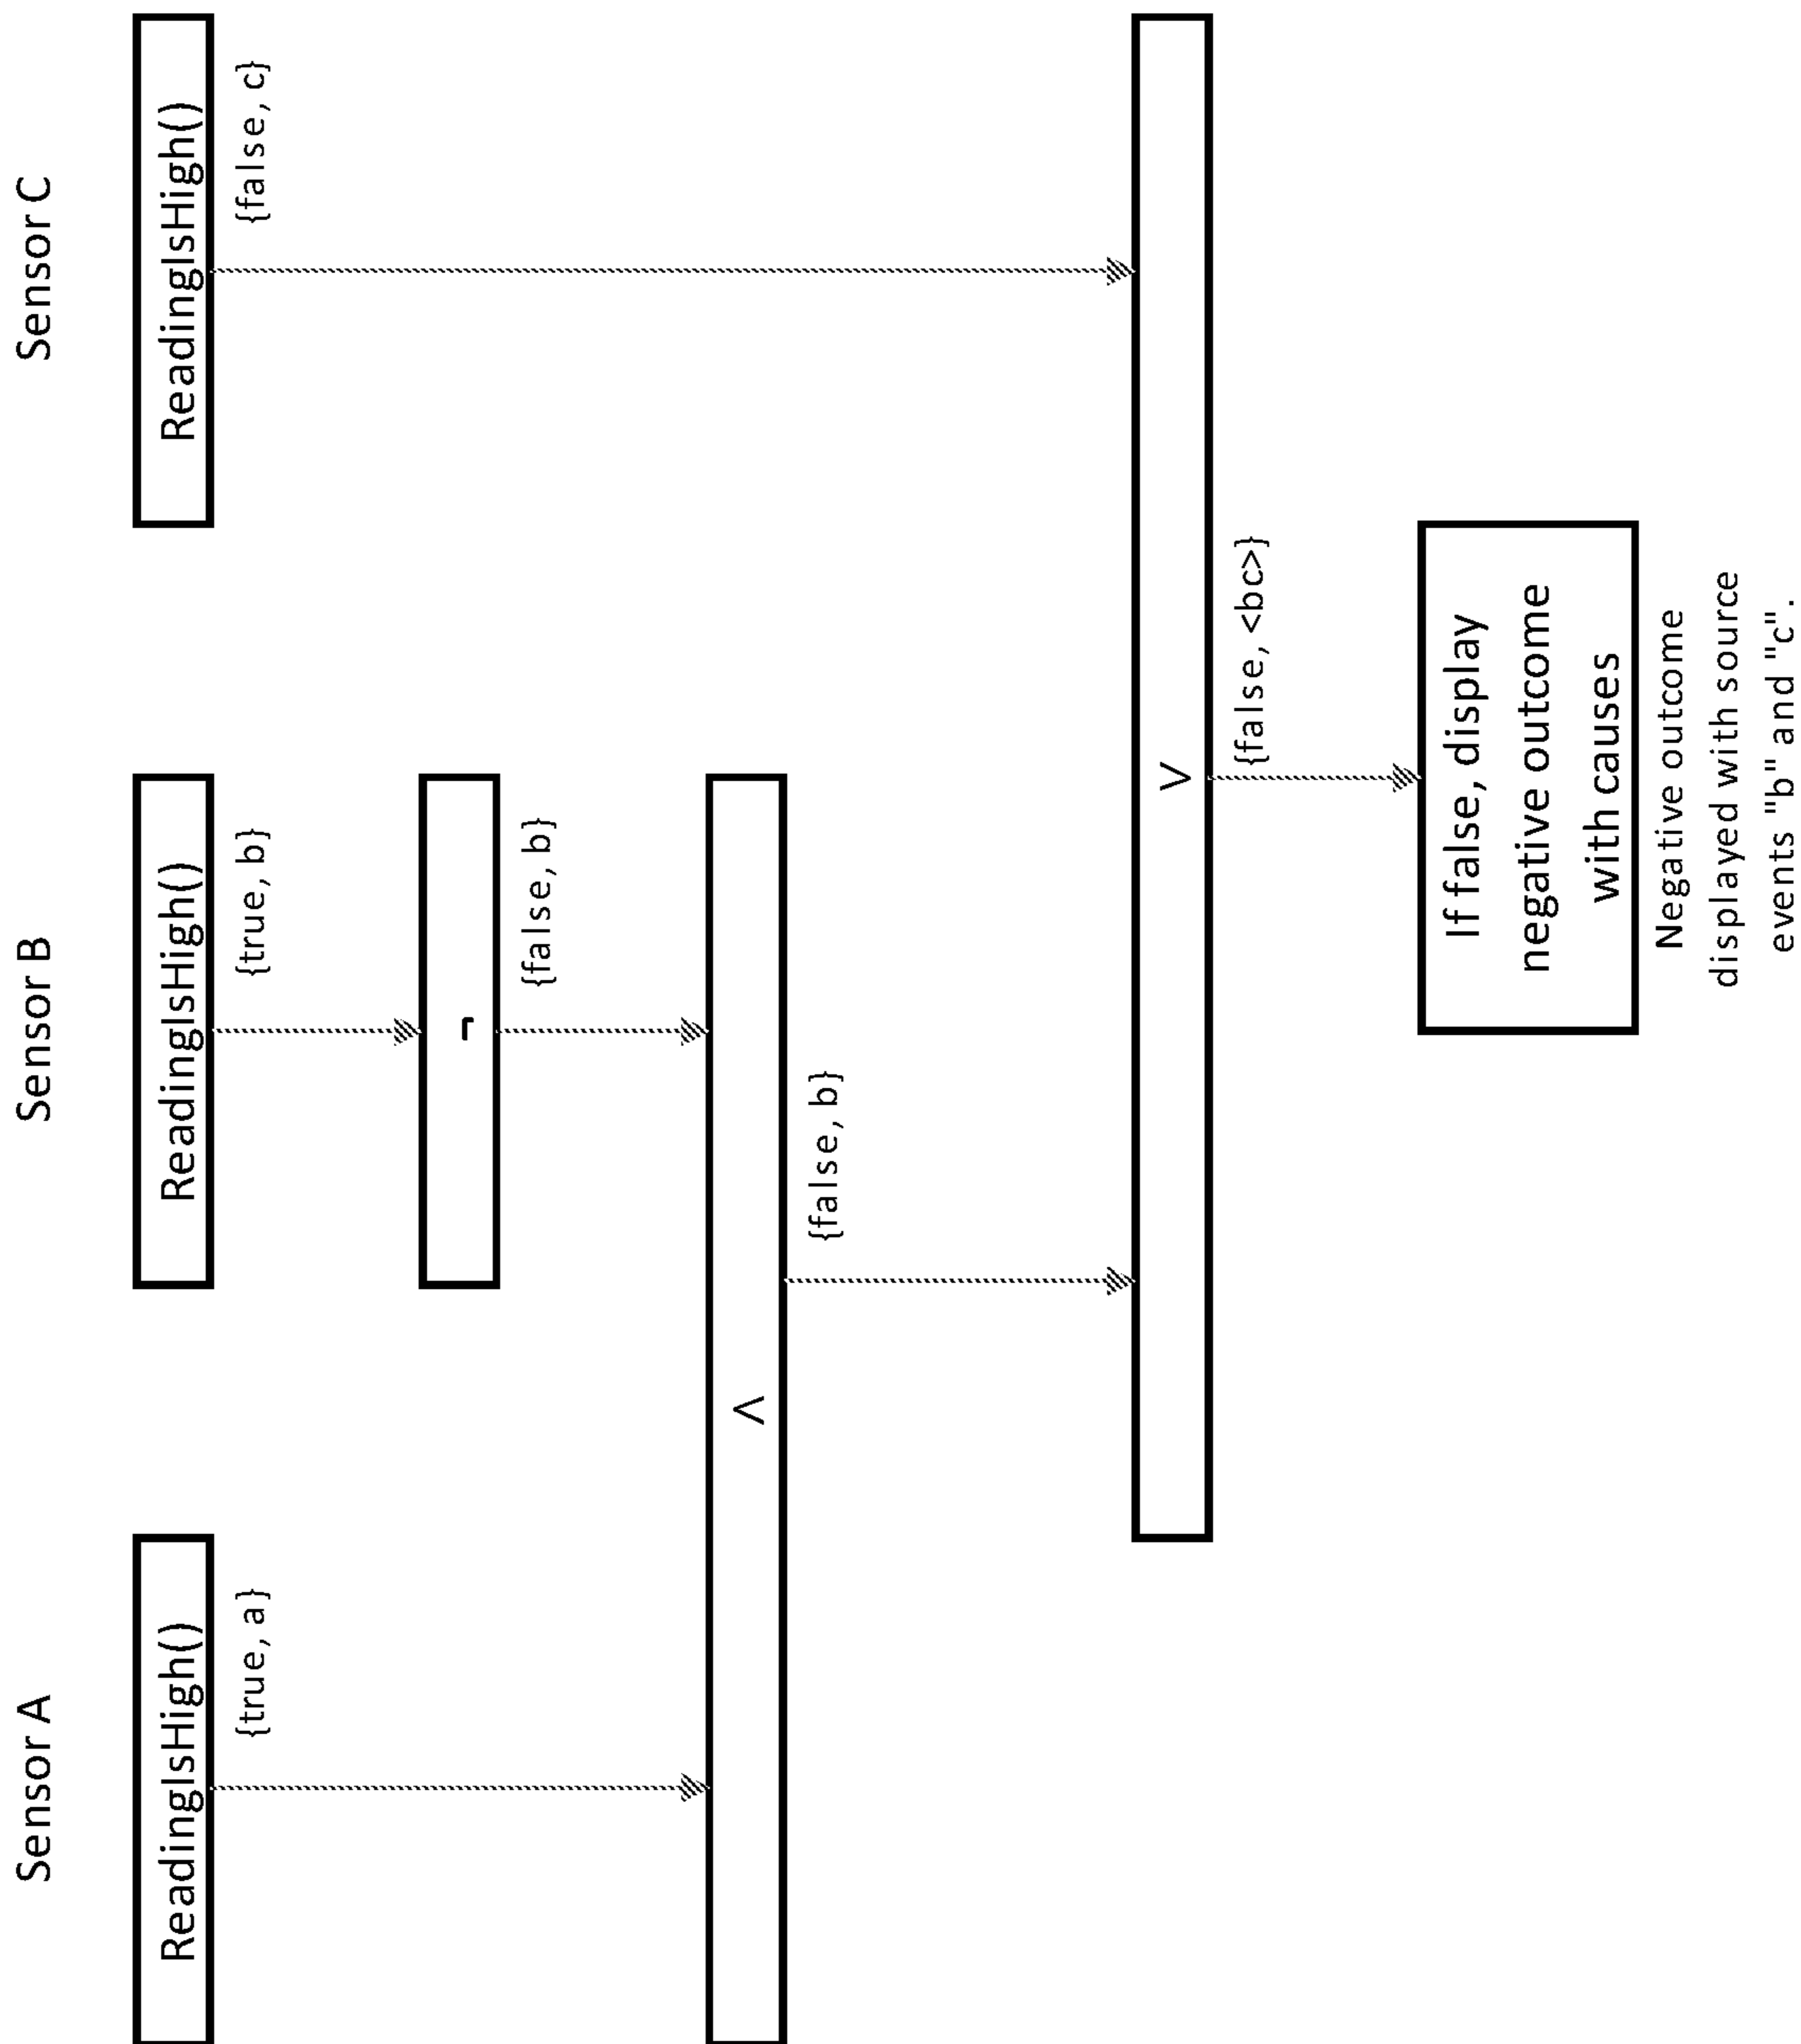 Sensor A
Sensor B
Sensor C
ReadingIsHigh()
ReadingIsHigh()
ReadingIsHigh()
{true, a}
{true, b}
{false, c}
¬
{false, b}
∧
{false, b}
∨
{false, <bc>}
If false, display
negative outcome
with causes
Negative outcome
displayed with source
events "b" and "c".